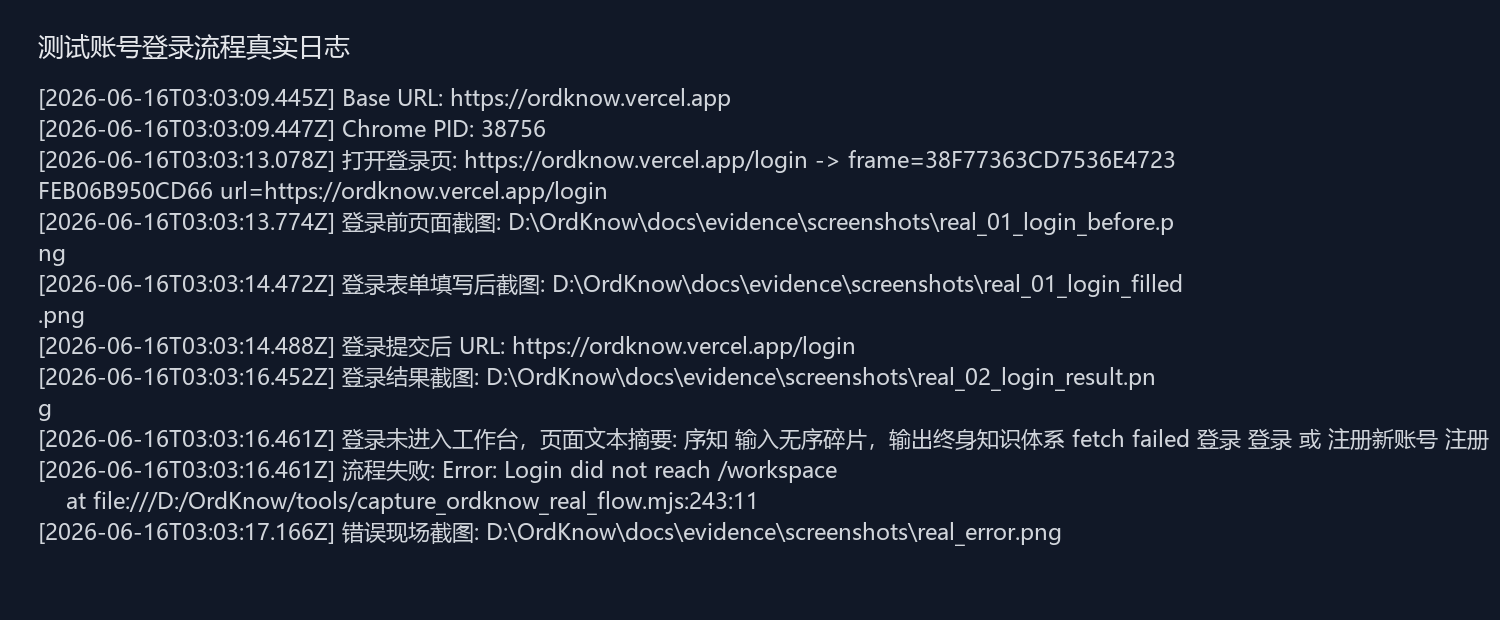 测试账号登录流程真实日志
[2026-06-16T03:03:09.445Z] Base URL: https://ordknow.vercel.app
[2026-06-16T03:03:09.447Z] Chrome PID: 38756
[2026-06-16T03:03:13.078Z] 打开登录页: https://ordknow.vercel.app/login -> frame=38F77363CD7536E4723
FEB06B950CD66 url=https://ordknow.vercel.app/login
[2026-06-16T03:03:13.774Z] 登录前页面截图: D:\OrdKnow\docs\evidence\screenshots\real_01_login_before.p
ng
[2026-06-16T03:03:14.472Z] 登录表单填写后截图: D:\OrdKnow\docs\evidence\screenshots\real_01_login_filled
.png
[2026-06-16T03:03:14.488Z] 登录提交后 URL: https://ordknow.vercel.app/login
[2026-06-16T03:03:16.452Z] 登录结果截图: D:\OrdKnow\docs\evidence\screenshots\real_02_login_result.pn
g
[2026-06-16T03:03:16.461Z] 登录未进入工作台，页面文本摘要: 序知 输入无序碎片，输出终身知识体系 fetch failed 登录 登录 或 注册新账号 注册
[2026-06-16T03:03:16.461Z] 流程失败: Error: Login did not reach /workspace
at file:///D:/OrdKnow/tools/capture_ordknow_real_flow.mjs:243:11
[2026-06-16T03:03:17.166Z] 错误现场截图: D:\OrdKnow\docs\evidence\screenshots\real_error.png